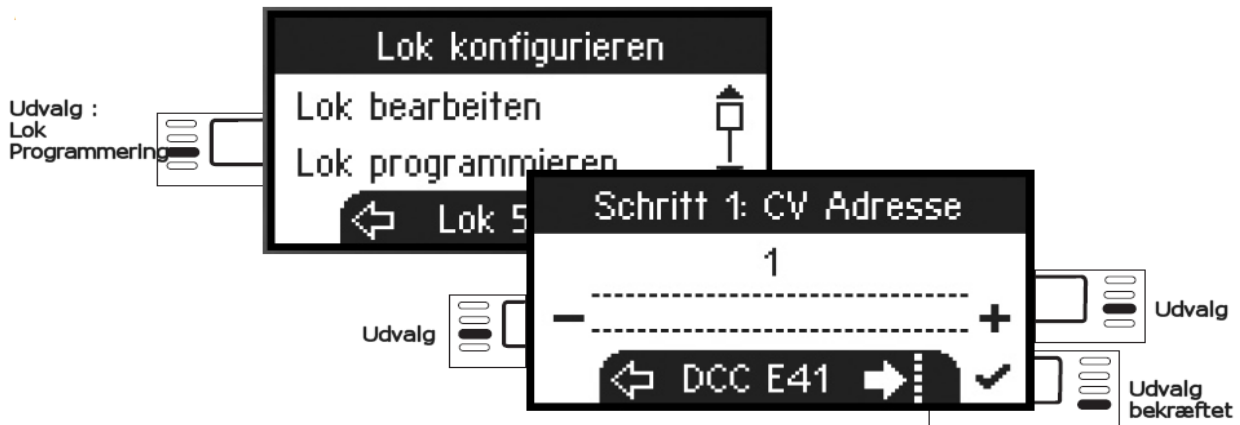 Lok konfigurieren
Udvalg :
Lok
Programmering
Lok bearbeiten
Lok programmieren
Lok 5
Schritt 1: CV Adresse
1
Udvalg
−
+
Udvalg
DCC E41
Udvalg
bekræftet